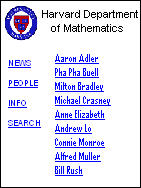 Harvard Department
of Mathematics
NEWS
PEOPLE
INFO
SEARCH
Aaron Adler
Pha Pha Buell
Milton Bradley
Michael Crasney
Anne Elizabeth
Andrew Lo
Connie Monroe
Alfred Muller
Bill Rush